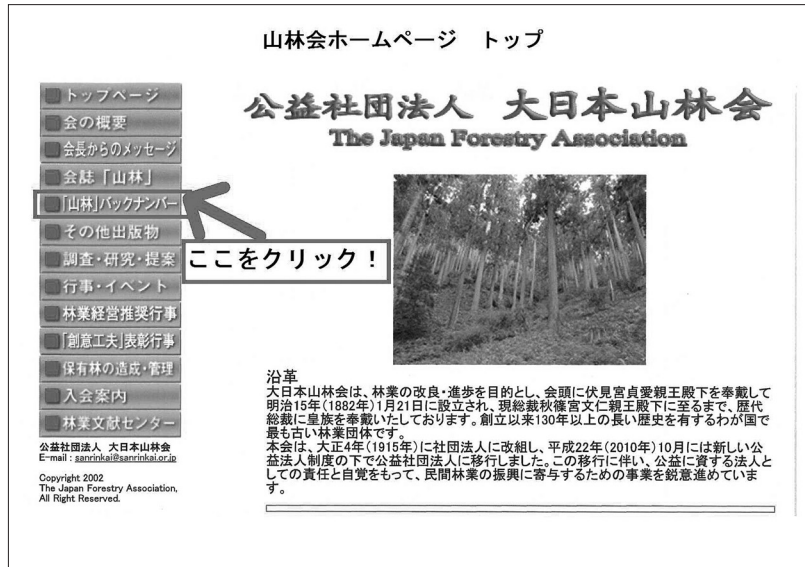 山林会ホームページ　トップ
トップページ
会の概要
会長からのメッセージ
会誌「山林」
「山林」バックナンバー
その他出版物
調査・研究・提案
行事・イベント
林業経営推奨行事
「創意工夫」表彰行事
保有林の造成・管理
入会案内
林業文献センター
公益社団法人　大日本山林会
E-mail : sanrinkai@sanrinkai.or.jp
Copyright 2002
The Japan Forestry Association,
All Right Reserved.
公益社団法人　大日本山林会
The Japan Forestry Association
ここをクリック！
沿革
大日本山林会は、林業の改良・進歩を目的とし、会頭に伏見宮貞愛親王殿下を奉戴して
明治15年（1882年）1月21日に設立され、現総裁秋篠宮文仁親王殿下に至るまで、歴代
総裁に皇族を奉戴いたしております。創立以来130年以上の長い歴史を有するわが国で
最も古い林業団体です。
本会は、大正4年（1915年）に社団法人に改組し、平成22年（2010年）10月には新しい公
益法人制度の下で公益社団法人に移行しました。この移行に伴い、公益に資する法人と
しての責任と自覚をもって、民間林業の振興に寄与するための事業を鋭意進めていま
す。